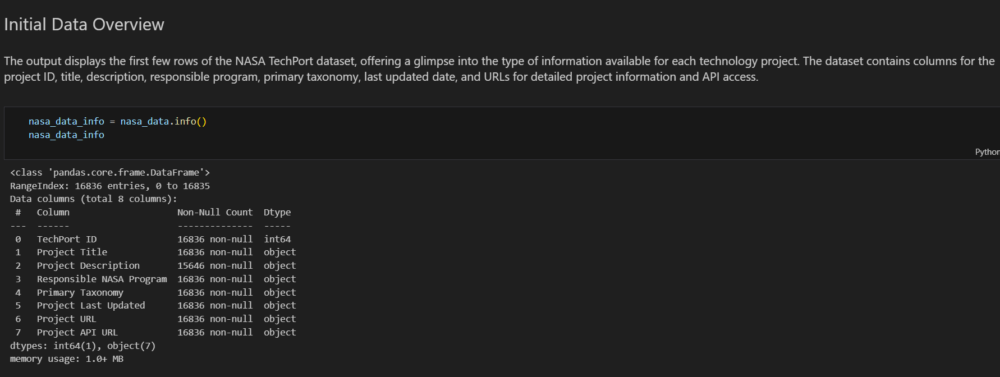 Initial Data Overview
The output displays the first few rows of the NASA TechPort dataset, offering a glimpse into the type of information available for each technology project. The dataset contains columns for the
project ID, title, description, responsible program, primary taxonomy, last updated date, and URLs for detailed project information and API access.
nasa_data_info = nasa_data.info()
nasa_data_info
Python
<class 'pandas.core.frame.DataFrame'>
RangeIndex: 16836 entries, 0 to 16835
Data columns (total 8 columns):
 #   Column                    Non-Null Count  Dtype
---  ------                    --------------  -----
 0   TechPort ID               16836 non-null  int64
 1   Project Title             16836 non-null  object
 2   Project Description       15646 non-null  object
 3   Responsible NASA Program  16836 non-null  object
 4   Primary Taxonomy          16836 non-null  object
 5   Project Last Updated      16836 non-null  object
 6   Project URL               16836 non-null  object
 7   Project API URL           16836 non-null  object
dtypes: int64(1), object(7)
memory usage: 1.0+ MB